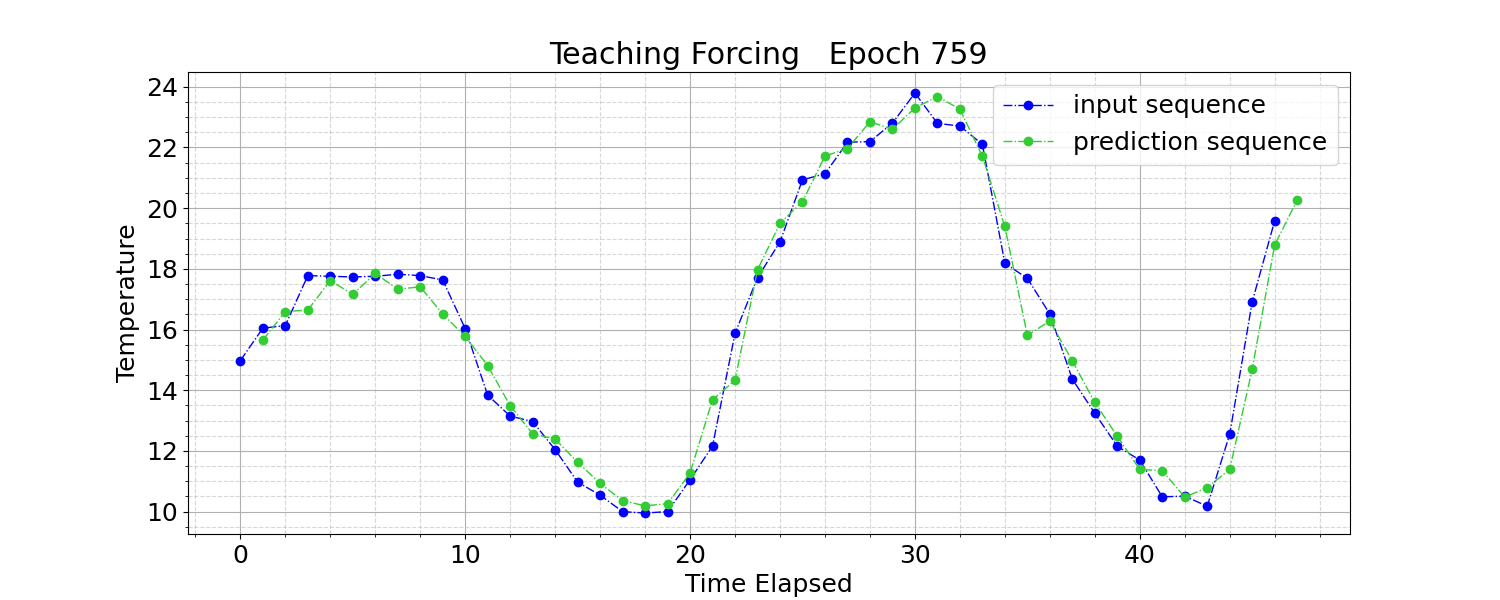 Teaching Forcing   Epoch 759
input sequence
prediction sequence
Temperature
24
22
20
18
16
14
12
10
0 10 20 30 40
Time Elapsed